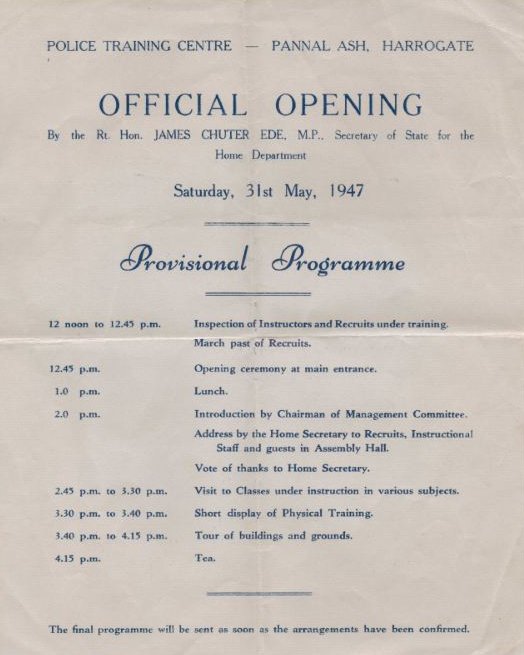 POLICE TRAINING CENTRE — PANNAL ASH, HARROGATE
OFFICIAL OPENING
By the Rt. Hon. JAMES CHUTER EDE, M.P., Secretary of State for the
Home Department
Saturday, 31st May, 1947
Provisional Programme
12 noon to 12.45 p.m. Inspection of Instructors and Recruits under training.
March past of Recruits.
12.45 p.m. Opening ceremony at main entrance.
1.0 p.m. Lunch.
2.0 p.m. Introduction by Chairman of Management Committee.
Address by the Home Secretary to Recruits, Instructional
Staff and guests in Assembly Hall.
Vote of thanks to Home Secretary.
2.45 p.m. to 3.30 p.m. Visit to Classes under instruction in various subjects.
3.30 p.m. to 3.40 p.m. Short display of Physical Training.
3.40 p.m. to 4.15 p.m. Tour of buildings and grounds.
4.15 p.m. Tea.
The final programme will be sent as soon as the arrangements have been confirmed.